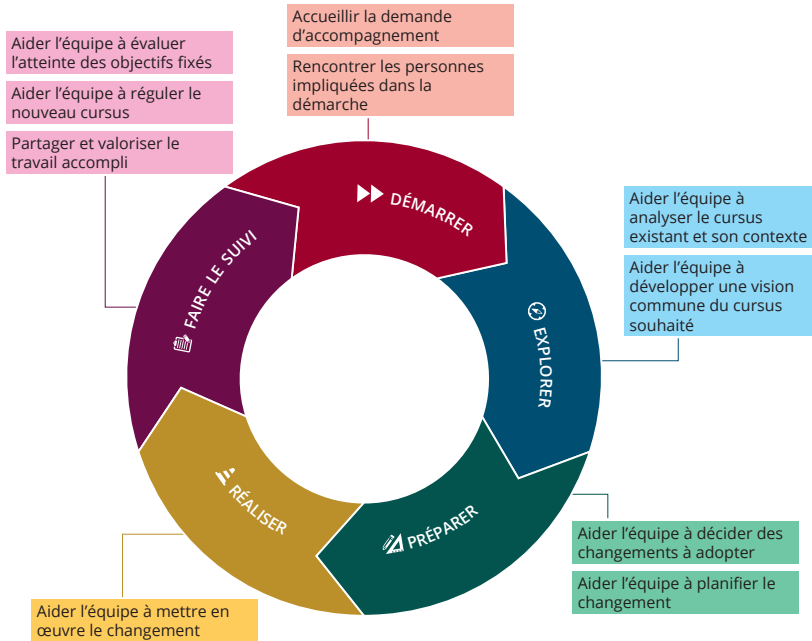 Accueillir la demande
d'accompagnement
Rencontrer les personnes
impliquées dans la
démarche
DÉMARRER
Aider l'équipe à
analyser le cursus
existant et son contexte
Aider l'équipe à
développer une vision
commune du cursus
souhaité
EXPLORER
Aider l'équipe à décider des
changements à adopter
Aider l'équipe à planifier le
changement
PRÉPARER
Aider l'équipe à mettre en
œuvre le changement
RÉALISER
Aider l'équipe à évaluer
l'atteinte des objectifs fixés
Aider l'équipe à réguler le
nouveau cursus
Partager et valoriser le
travail accompli
FAIRE LE SUIVI